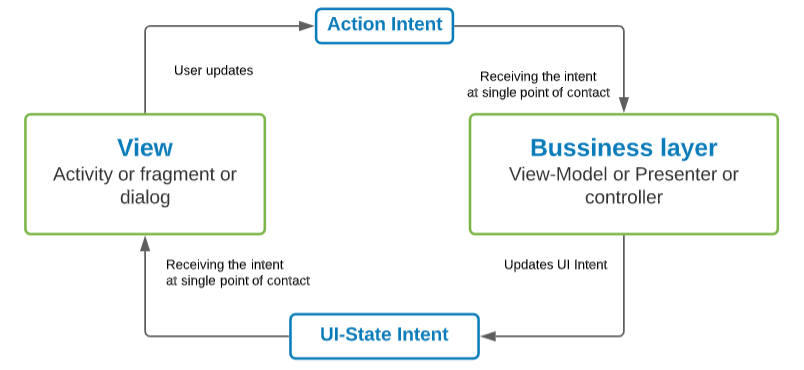 Action Intent
User updates
Receiving the intent
at single point of contact
View
Activity or fragment or
dialog
Bussiness layer
View-Model or Presenter or
controller
Receiving the intent
at single point of contact
Updates UI Intent
UI-State Intent